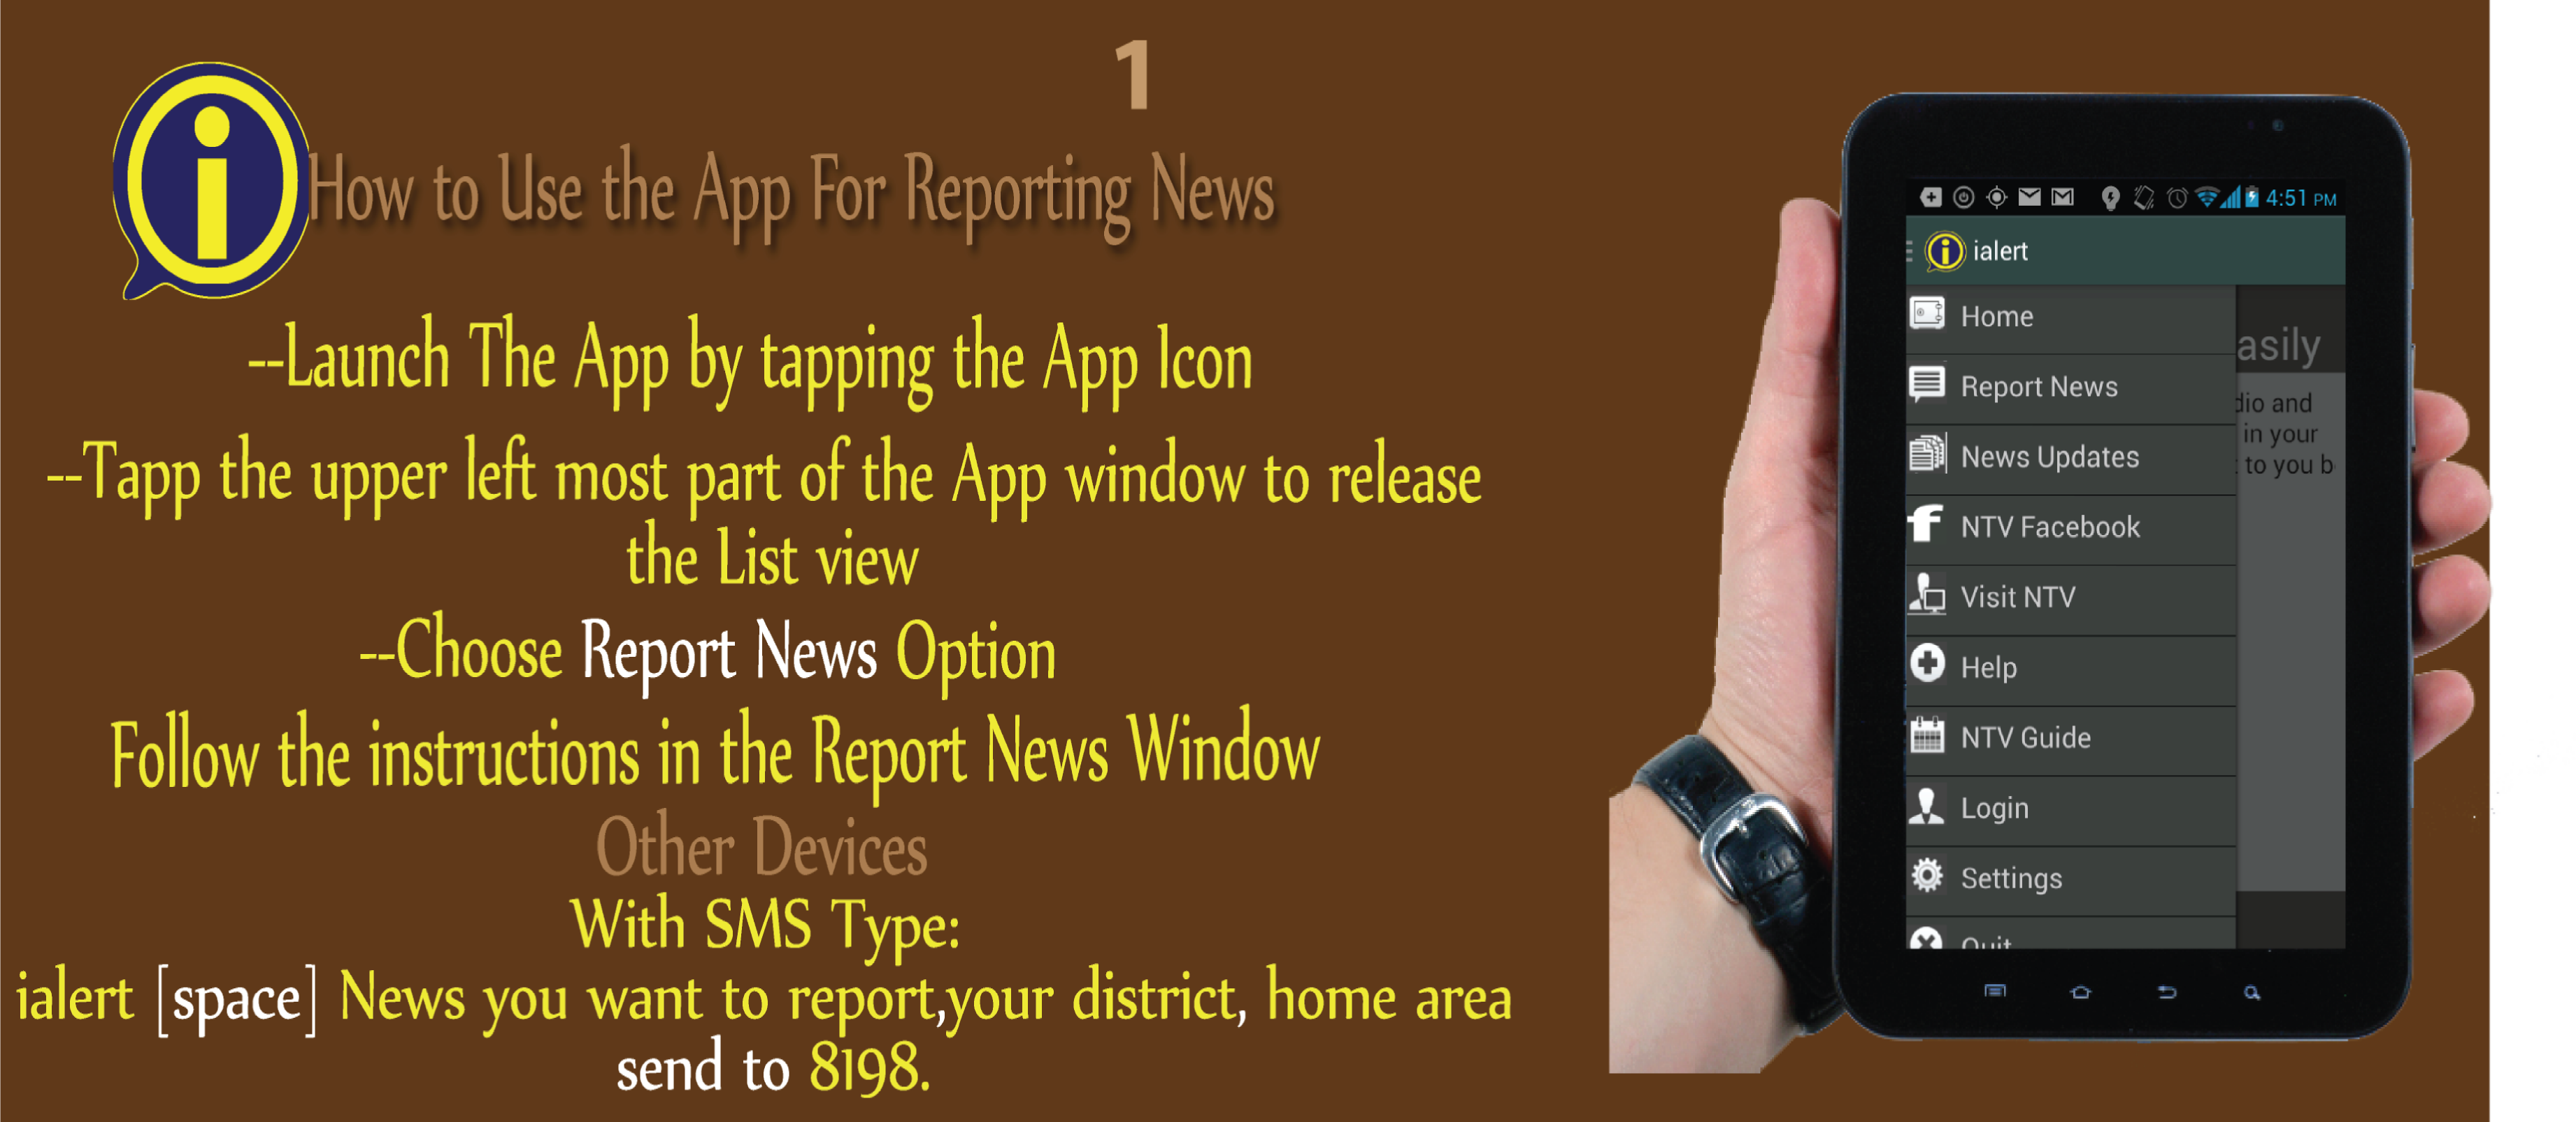 1
i
How to Use the App For Reporting News
--Launch The App by tapping the App Icon
--Tapp the upper left most part of the App window to release
the List view
--Choose Report News Option
Follow the instructions in the Report News Window
Other Devices
With SMS Type:
ialert [space] News you want to report,your district, home area
send to 8198.
4:51 PM
i ialert
Home
Report News
News Updates
NTV Facebook
Visit NTV
Help
NTV Guide
Login
Settings
Quit
asily
dio and
in your
to you b